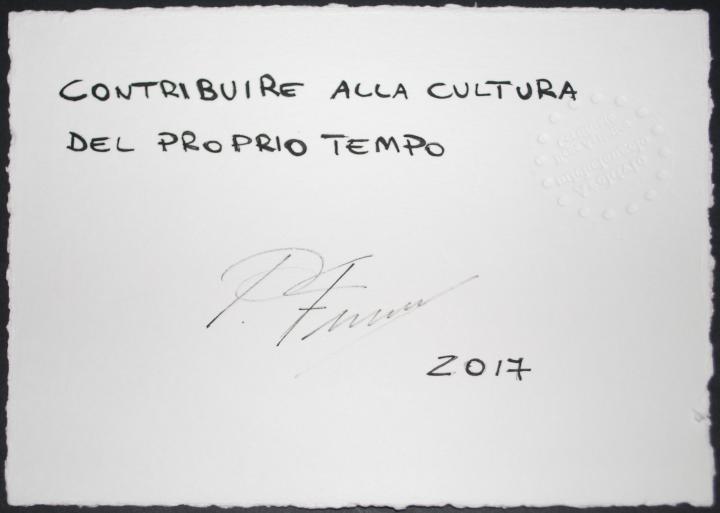 CONTRIBUIRE ALLA CULTURA
DEL PROPRIO TEMPO
2017